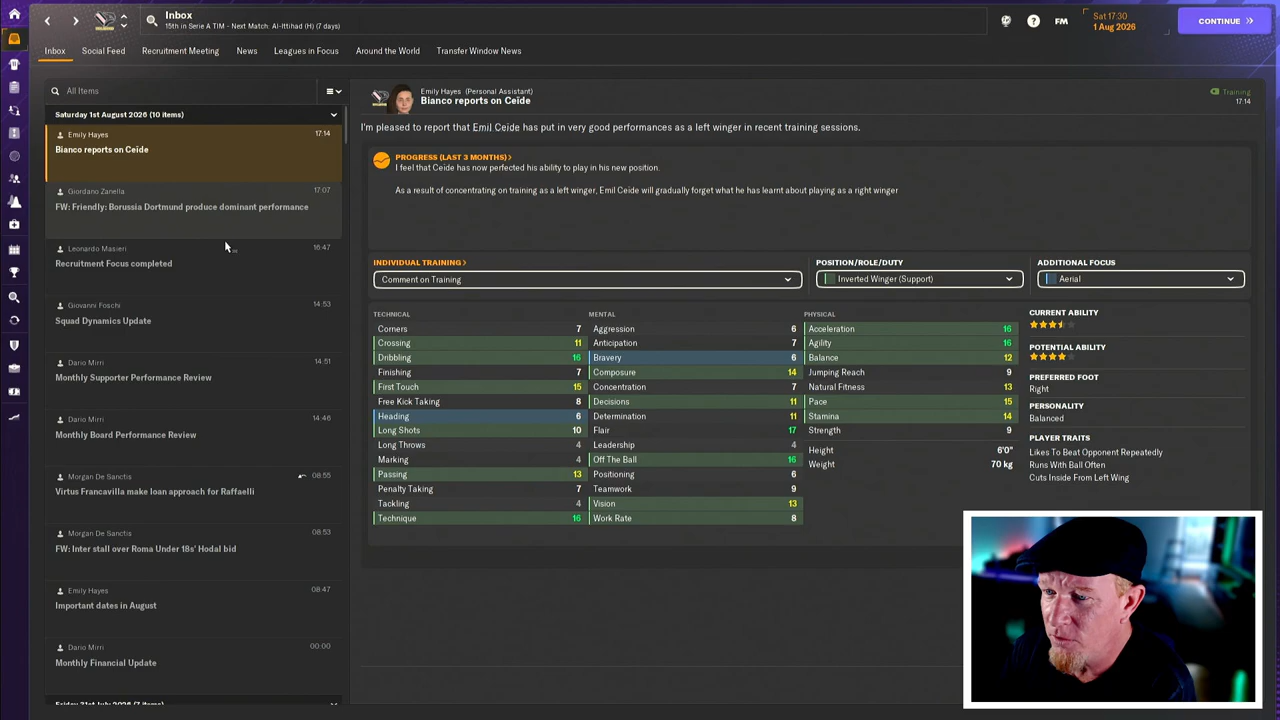 Inbox
15th in Serie A TIM - Next Match: Al-Ittihad (H) (7 days)
FM
Sat 17:30
1 Aug 2026
CONTINUE
Inbox
Social Feed
Recruitment Meeting
News
Leagues in Focus
Around the World
Transfer Window News
All Items
Saturday 1st August 2026 (10 items)
Emily Hayes
17:14
Bianco reports on Ceïde
Giordano Zanella
17:07
FW: Friendly: Borussia Dortmund produce dominant performance
Leonardo Masieri
16:47
Recruitment Focus completed
Giovanni Foschi
14:53
Squad Dynamics Update
Dario Mirri
14:51
Monthly Supporter Performance Review
Dario Mirri
14:46
Monthly Board Performance Review
Morgan De Sanctis
08:55
Virtus Francavilla make loan approach for Raffaelli
Morgan De Sanctis
08:53
FW: Inter stall over Roma Under 18s' Hodal bid
Emily Hayes
08:47
Important dates in August
Dario Mirri
00:00
Monthly Financial Update
Friday 31st July 2026 (7 items)
Emily Hayes (Personal Assistant)
Bianco reports on Ceïde
Training
17:14
I'm pleased to report that Emil Ceïde has put in very good performances as a left winger in recent training sessions.
PROGRESS (LAST 3 MONTHS)
I feel that Ceïde has now perfected his ability to play in his new position.
As a result of concentrating on training as a left winger, Emil Ceïde will gradually forget what he has learnt about playing as a right winger
INDIVIDUAL TRAINING
Comment on Training
POSITION/ROLE/DUTY
Inverted Winger (Support)
ADDITIONAL FOCUS
Aerial
TECHNICAL
Corners 7
Crossing 11
Dribbling 16
Finishing 7
First Touch 15
Free Kick Taking 8
Heading 6
Long Shots 10
Long Throws 4
Marking 4
Passing 13
Penalty Taking 7
Tackling 4
Technique 16
MENTAL
Aggression 6
Anticipation 7
Bravery 6
Composure 14
Concentration 7
Decisions 11
Determination 11
Flair 17
Leadership 4
Off The Ball 16
Positioning 6
Teamwork 9
Vision 13
Work Rate 8
PHYSICAL
Acceleration 16
Agility 16
Balance 12
Jumping Reach 9
Natural Fitness 13
Pace 15
Stamina 14
Strength 9
Height 6'0"
Weight 70 kg
CURRENT ABILITY
POTENTIAL ABILITY
PREFERRED FOOT
Right
PERSONALITY
Balanced
PLAYER TRAITS
Likes To Beat Opponent Repeatedly
Runs With Ball Often
Cuts Inside From Left Wing